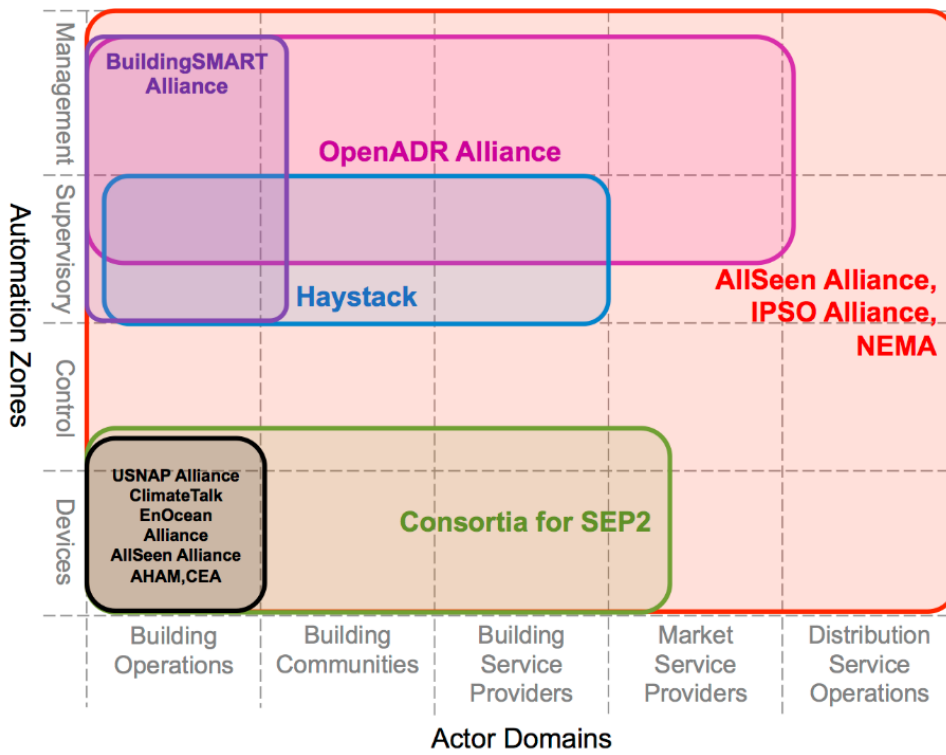 Automation Zones
Management
Supervisory
Control
Devices
BuildingSMART
Alliance
OpenADR Alliance
Haystack
AllSeen Alliance,
IPSO Alliance,
NEMA
USNAP Alliance
ClimateTalk
EnOcean
Alliance
AllSeen Alliance
AHAM,CEA
Consortia for SEP2
Building
Operations
Building
Communities
Building
Service
Providers
Market
Service
Providers
Distribution
Service
Operations
Actor Domains